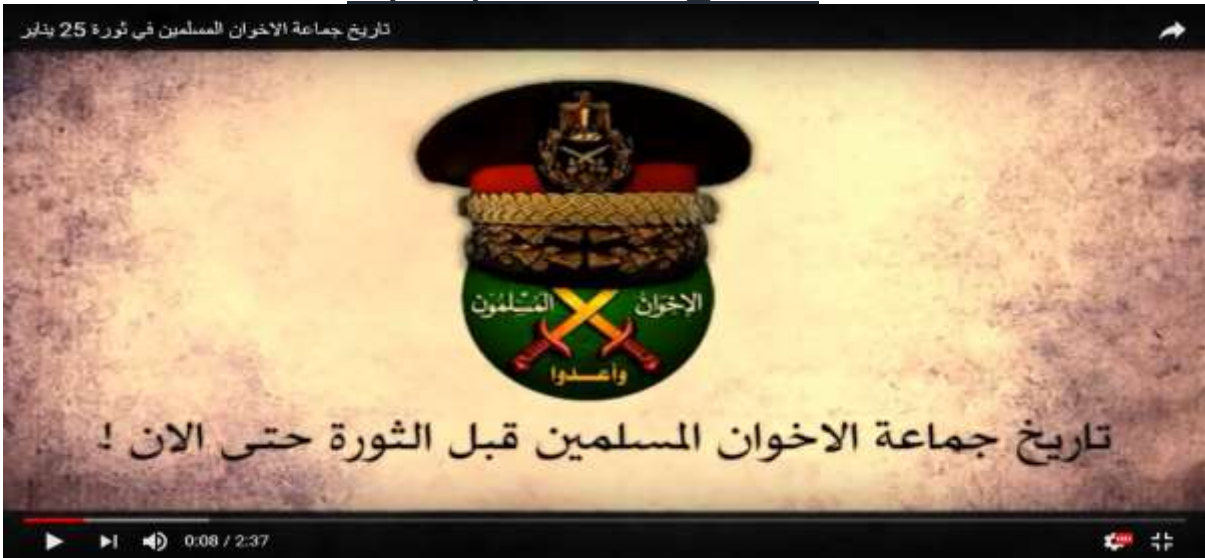 تاريخ جماعة الاخوان المسلمين في ثورة 25 يناير
الإخوان المسلمون
وأعدوا
تاريخ جماعة الاخوان المسلمين قبل الثورة حتى الان !
0:08 / 2:37